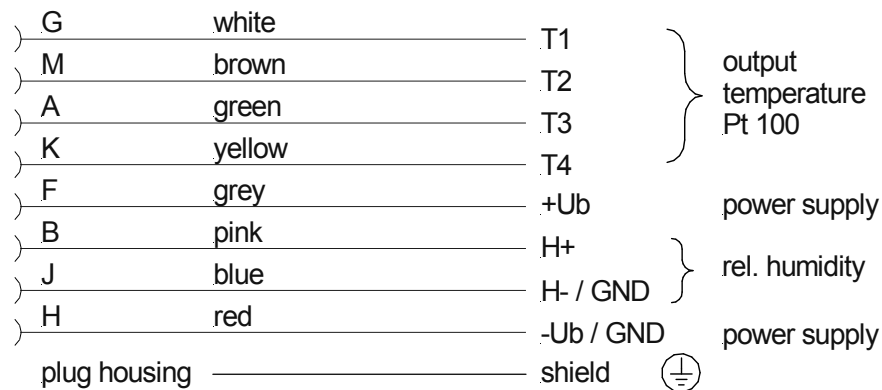 G white T1
M brown T2
A green T3
K yellow T4
output
temperature
Pt 100
F grey +Ub power supply
B pink H+
J blue H- / GND
rel. humidity
H red -Ub / GND power supply
plug housing shield